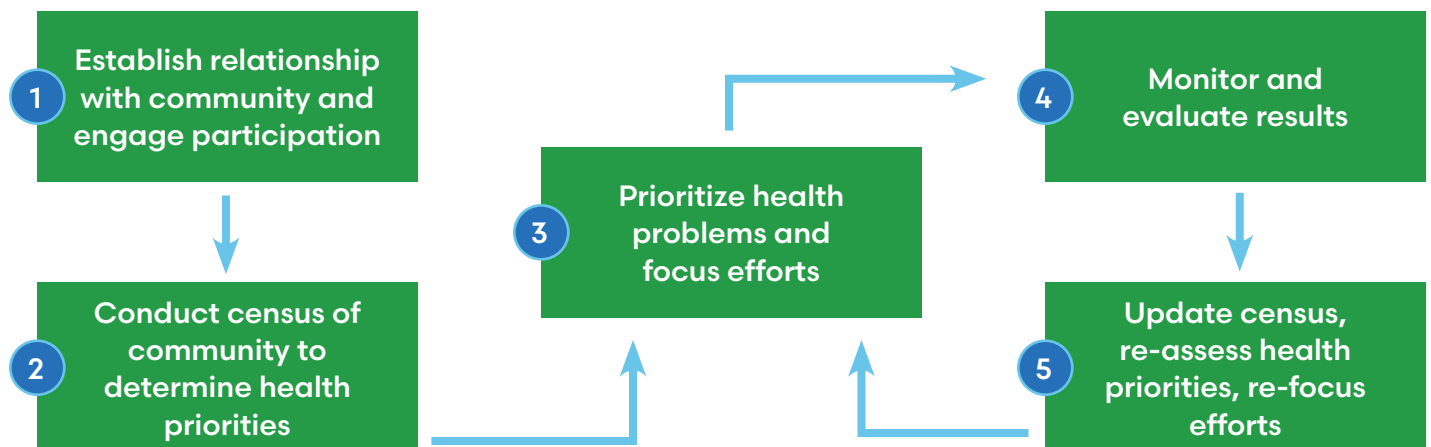 1
Establish relationship
with community and
engage participation
2
Conduct census of
community to
determine health
priorities
3
Prioritize health
problems and
focus efforts
4
Monitor and
evaluate results
5
Update census,
re-assess health
priorities, re-focus
efforts